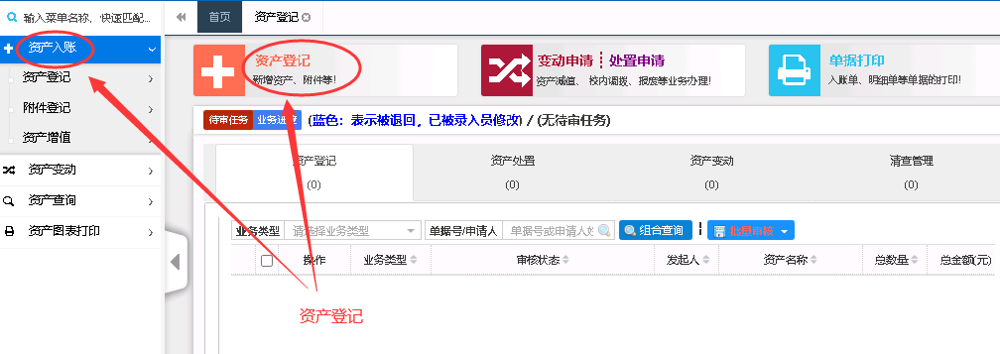 输入菜单名称、快速匹配...
首页
资产登记
资产入账
资产登记
附件登记
资产增值
资产变动
资产查询
资产图表打印
资产登记
新增资产、附件等!
变动申请
处置申请
资产减值、校内调拨、报废等业务办理!
单据打印
入账单、明细单等单据的打印!
待审任务
业务进度
(蓝色：表示被退回，已被录入员修改) / (无待审任务)
资产登记
(0)
资产处置
(0)
资产变动
(0)
清查管理
(0)
业务类型
请选择业务类型
单据号/申请人
单据号或申请人姓
组合查询
批量审核
操作
业务类型
审核状态
发起人
资产名称
总数量
总金额(元)
资产登记